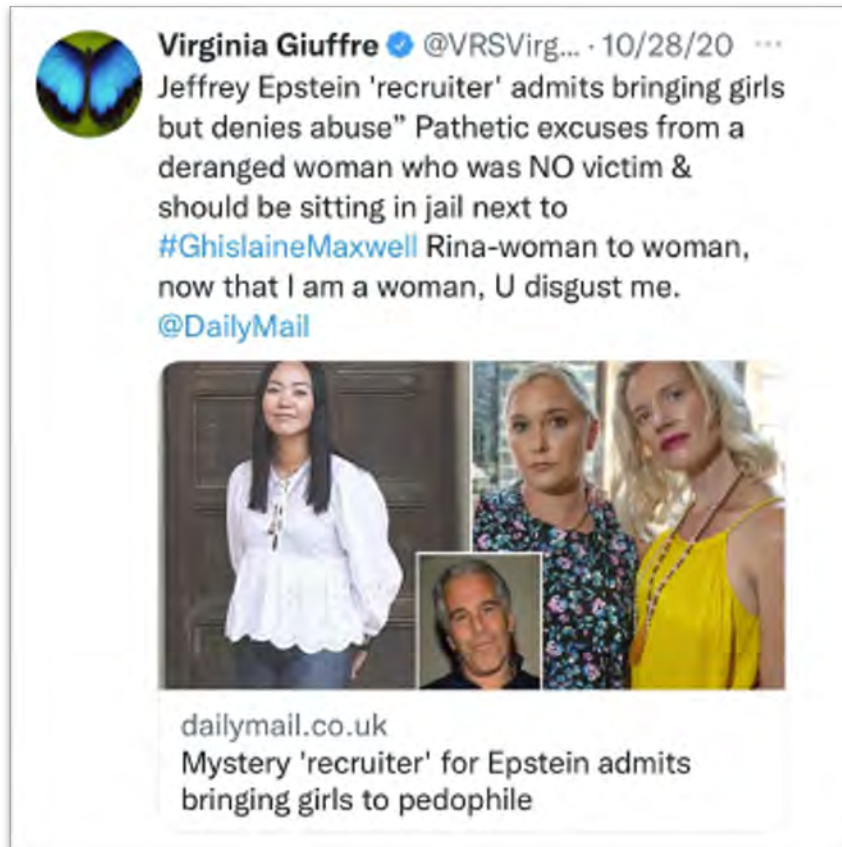 Virginia Giuffre @VRSVirg... · 10/28/20 ...
Jeffrey Epstein 'recruiter' admits bringing girls
but denies abuse” Pathetic excuses from a
deranged woman who was NO victim &
should be sitting in jail next to
#GhislaineMaxwell Rina-woman to woman,
now that I am a woman, U disgust me.
@DailyMail
dailymail.co.uk
Mystery 'recruiter' for Epstein admits
bringing girls to pedophile